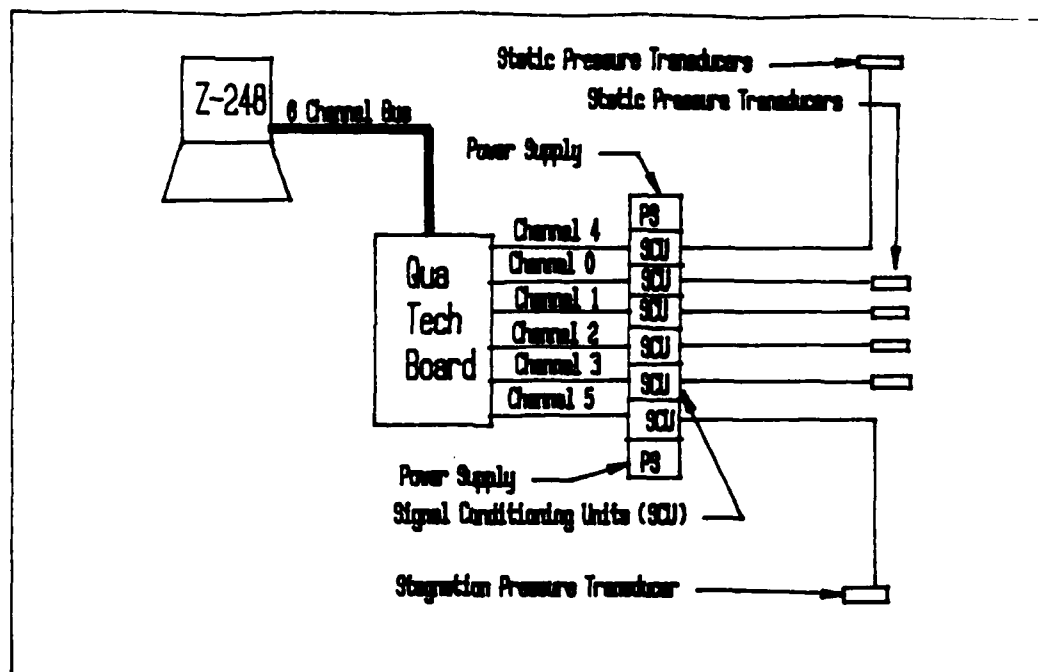 Static Pressure Transducers
Static Pressure Transducers
Z-248
6 Channel Bus
Power Supply
PS
Channel 4
SCU
Channel 0
SCU
Qua
Tech
Board
Channel 1
SCU
Channel 2
SCU
Channel 3
SCU
Channel 5
SCU
PS
Power Supply
Signal Conditioning Units (SCU)
Stagnation Pressure Transducer